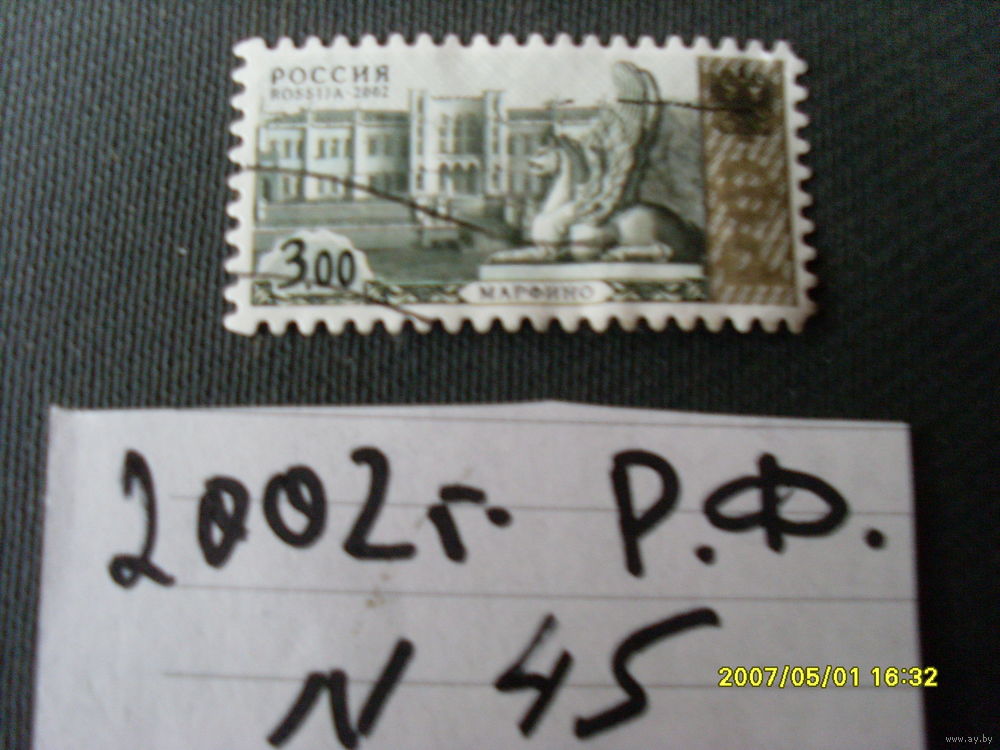 РОССИЯ
ROSSIJA · 2002
3.00
МАРФИНО
2002г. Р.Ф.
N 45
2007/05/01 16:32
www.ay.by